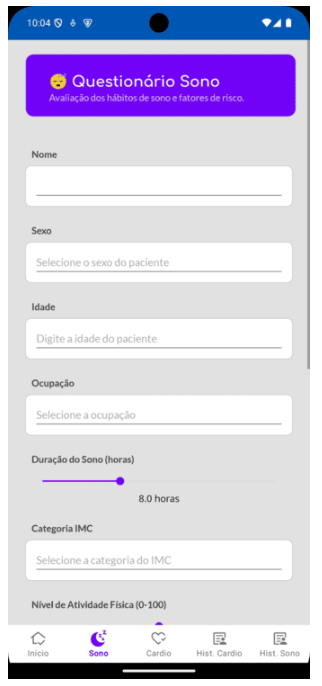 10:04
Questionário Sono
Avaliação dos hábitos de sono e fatores de risco.
Nome
Sexo
Selecione o sexo do paciente
Idade
Digite a idade do paciente
Ocupação
Selecione a ocupação
Duração do Sono (horas)
8.0 horas
Categoria IMC
Selecione a categoria do IMC
Nível de Atividade Física (0-100)
Início Sono Cardio Hist. Cardio Hist. Sono